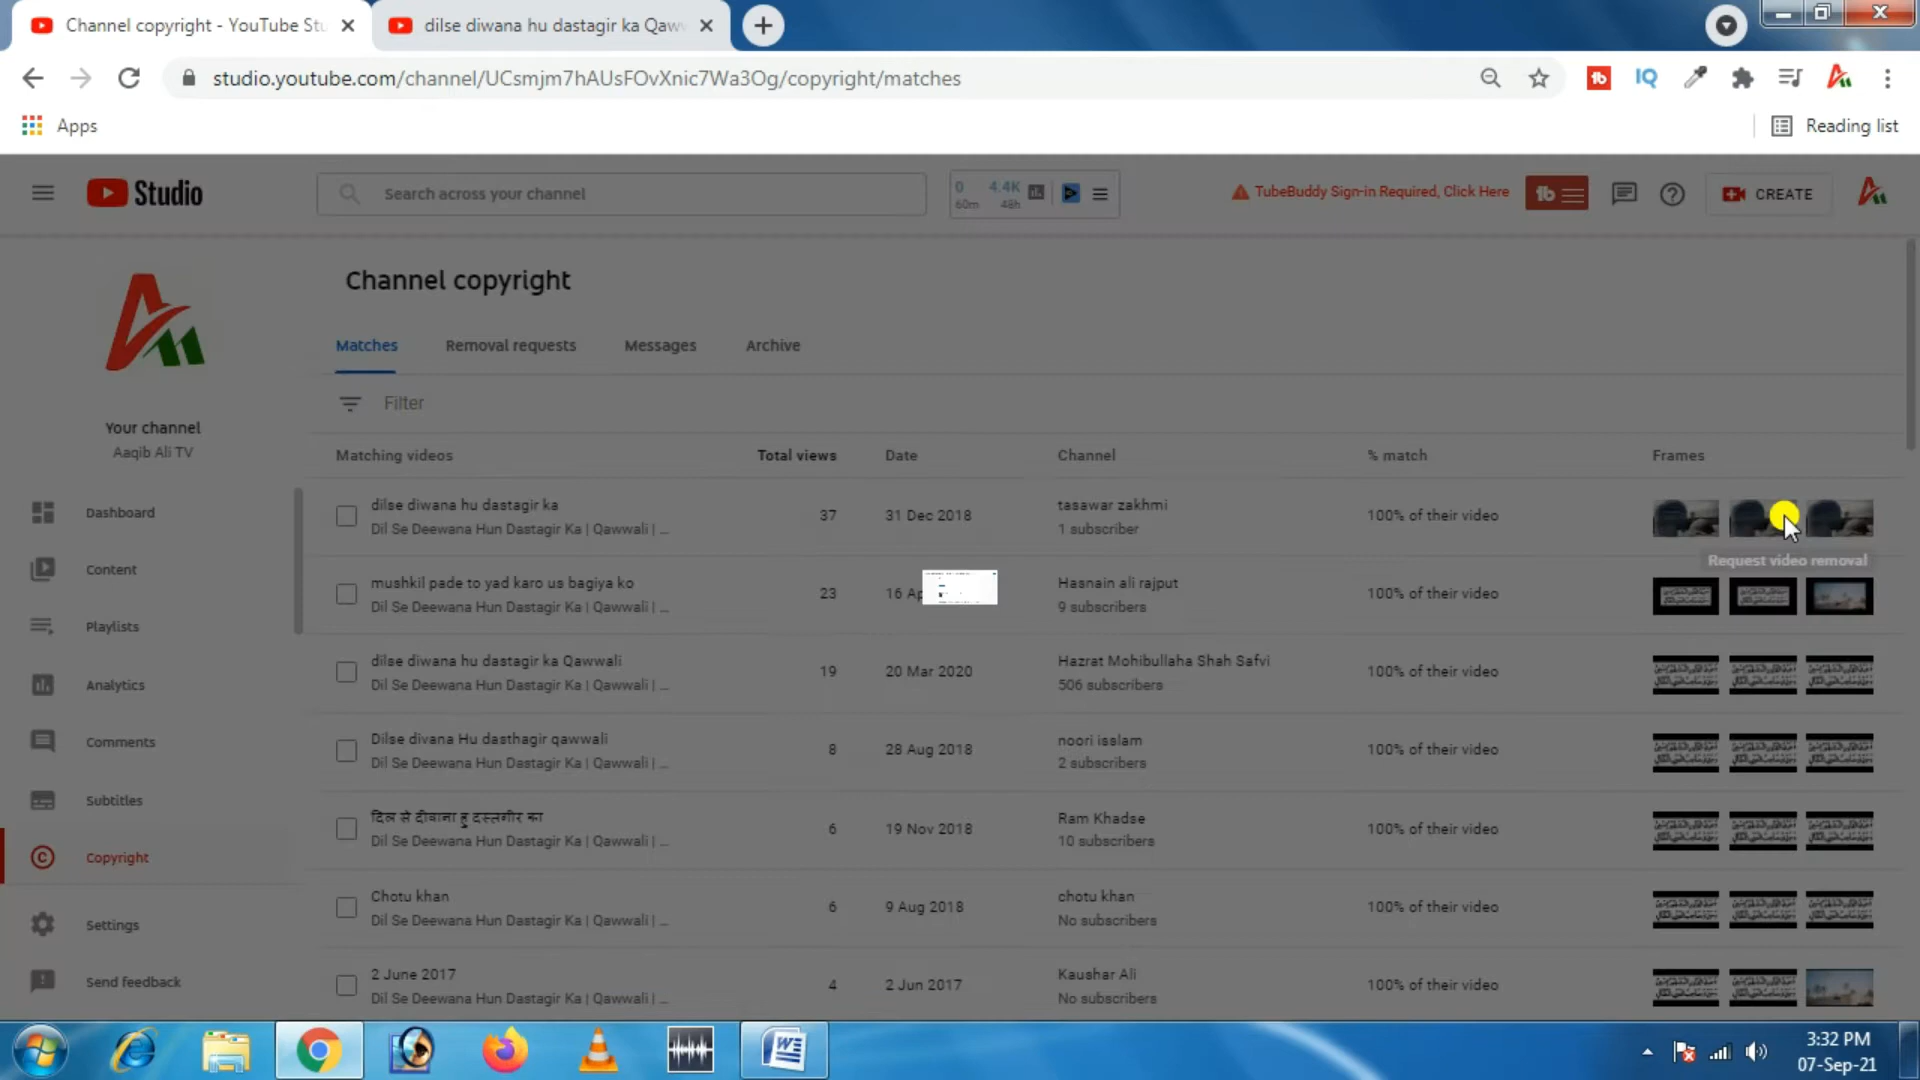 Channel copyright - YouTube Stu
dilse diwana hu dastagir ka Qaww
studio.youtube.com/channel/UCsmjm7hAUsFOvXnic7Wa3Og/copyright/matches
IQ
Apps
Reading list
Studio
Search across your channel
0 4.4K
60m 48h
TubeBuddy Sign-in Required, Click Here
CREATE
Channel copyright
Your channel
Aaqib Ali TV
Matches Removal requests Messages Archive
Filter
Matching videos Total views Date Channel % match Frames
dilse diwana hu dastagir ka
Dil Se Deewana Hun Dastagir Ka | Qawwali | ...
37 31 Dec 2018
tasawar zakhmi
1 subscriber
100% of their video
Request video removal
mushkil pade to yad karo us bagiya ko
Dil Se Deewana Hun Dastagir Ka | Qawwali | ...
23 16 Ap
Hasnain ali rajput
9 subscribers
100% of their video
dilse diwana hu dastagir ka Qawwali
Dil Se Deewana Hun Dastagir Ka | Qawwali | ...
19 20 Mar 2020
Hazrat Mohibullaha Shah Safvi
506 subscribers
100% of their video
Dilse divana Hu dasthagir qawwali
Dil Se Deewana Hun Dastagir Ka | Qawwali | ...
8 28 Aug 2018
noori isslam
2 subscribers
100% of their video
दिल से दीवाना हु दस्तगीर का
Dil Se Deewana Hun Dastagir Ka | Qawwali | ...
6 19 Nov 2018
Ram Khadse
10 subscribers
100% of their video
Chotu khan
Dil Se Deewana Hun Dastagir Ka | Qawwali | ...
6 9 Aug 2018
chotu khan
No subscribers
100% of their video
2 June 2017
Dil Se Deewana Hun Dastagir Ka | Qawwali | ...
4 2 Jun 2017
Kaushar Ali
No subscribers
100% of their video
Dashboard
Content
Playlists
Analytics
Comments
Subtitles
Copyright
Settings
Send feedback
3:32 PM
07-Sep-21